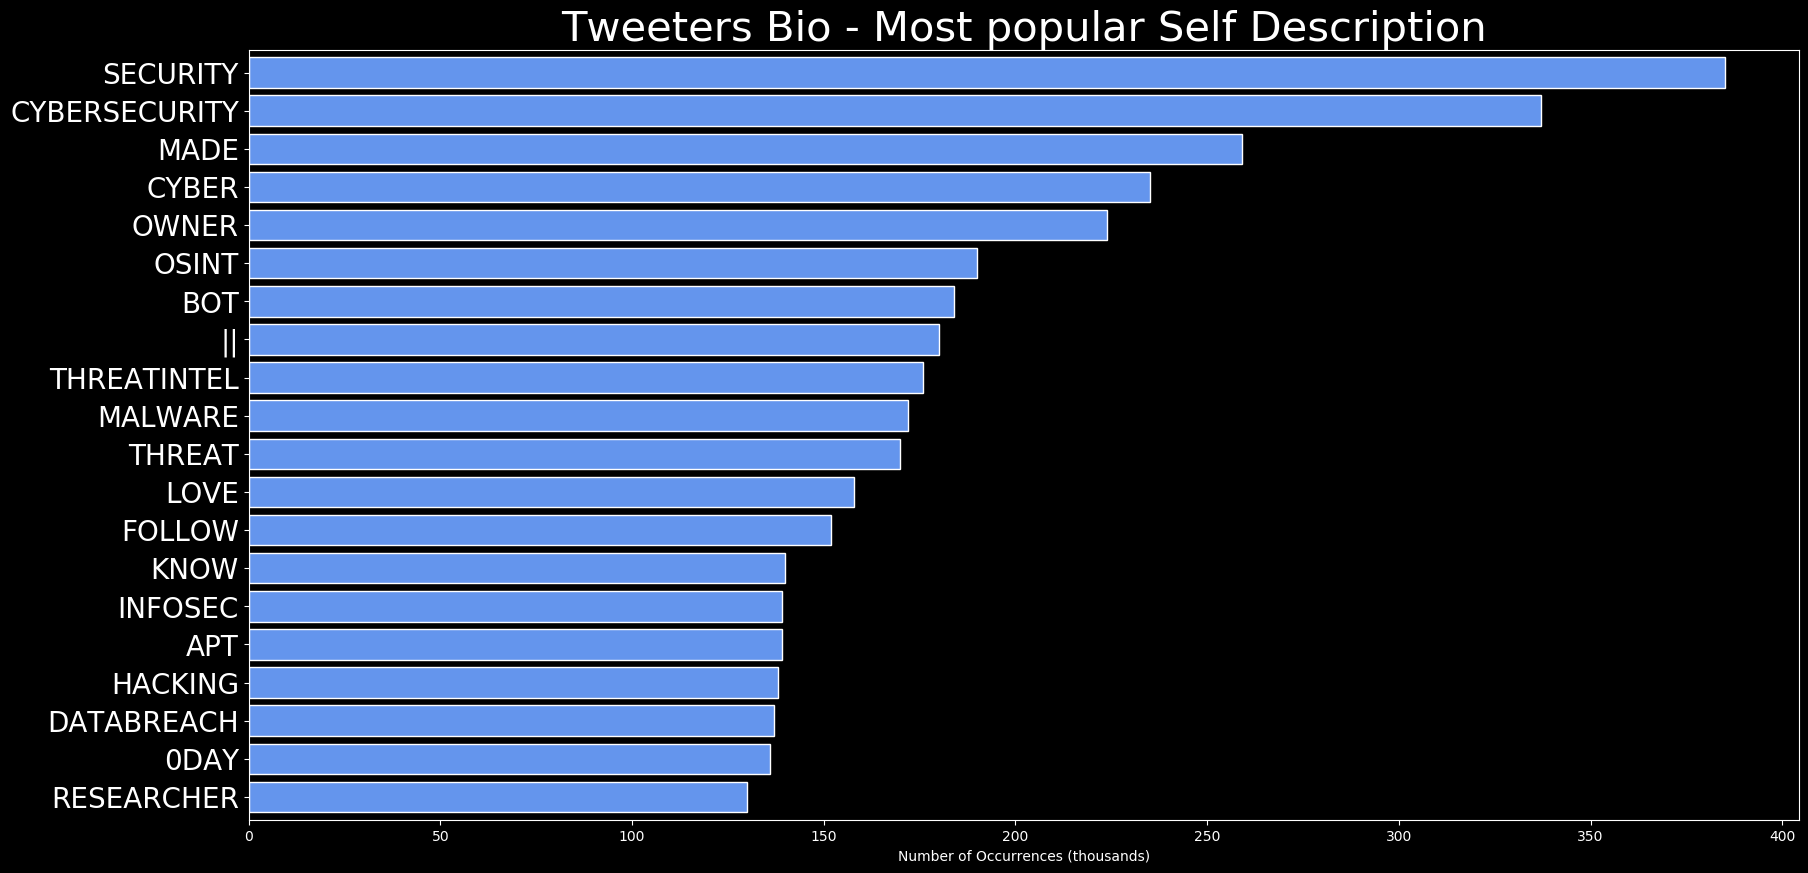 Tweeters Bio - Most popular Self Description
SECURITY
CYBERSECURITY
MADE
CYBER
OWNER
OSINT
BOT
||
THREATINTEL
MALWARE
THREAT
LOVE
FOLLOW
KNOW
INFOSEC
APT
HACKING
DATABREACH
0DAY
RESEARCHER
0 50 100 150 200 250 300 350 400
Number of Occurrences (thousands)